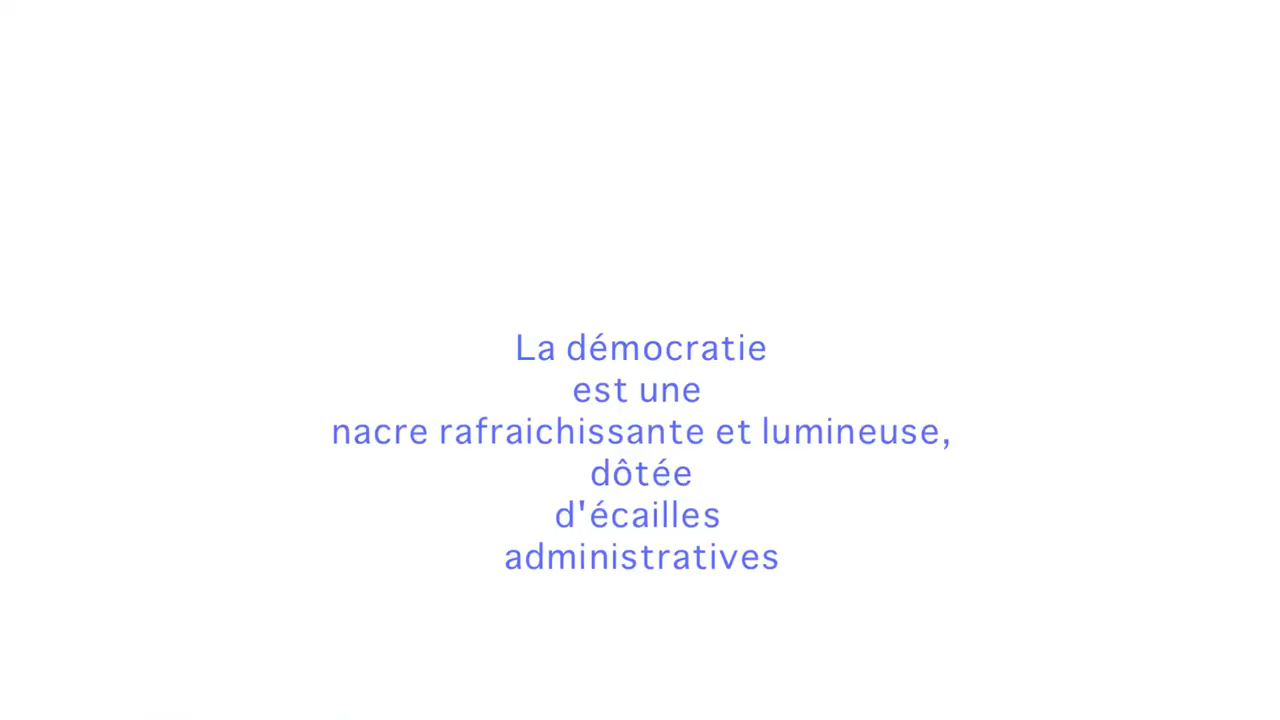 La démocratie
est une
nacre rafraichissante et lumineuse,
dôtée
d'écailles
administratives